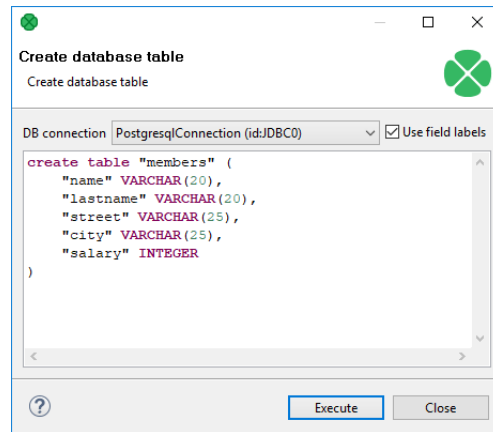 Create database table
Create database table
DB connection PostgresqlConnection (id:JDBC0) Use field labels
create table "members" (
    "name" VARCHAR(20),
    "lastname" VARCHAR(20),
    "street" VARCHAR(25),
    "city" VARCHAR(25),
    "salary" INTEGER
)
? Execute Close